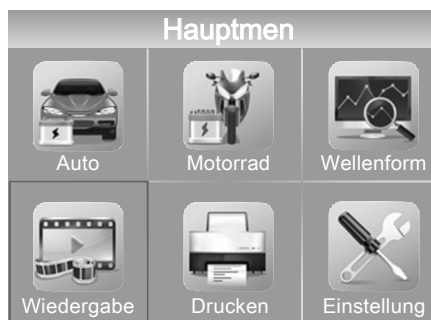 Hauptmen
Auto Motorrad Wellenform
Wiedergabe Drucken Einstellung